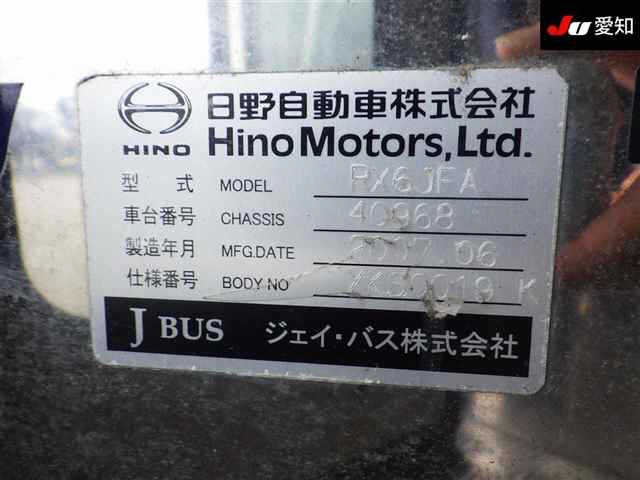 JU 愛知
日野自動車株式会社
HINO
Hino Motors, Ltd.
型 式 MODEL RX6JFA
車台番号 CHASSIS 40968
製造年月 MFG.DATE 2007.06
仕様番号 BODY NO
J BUS ジェイ・バス株式会社